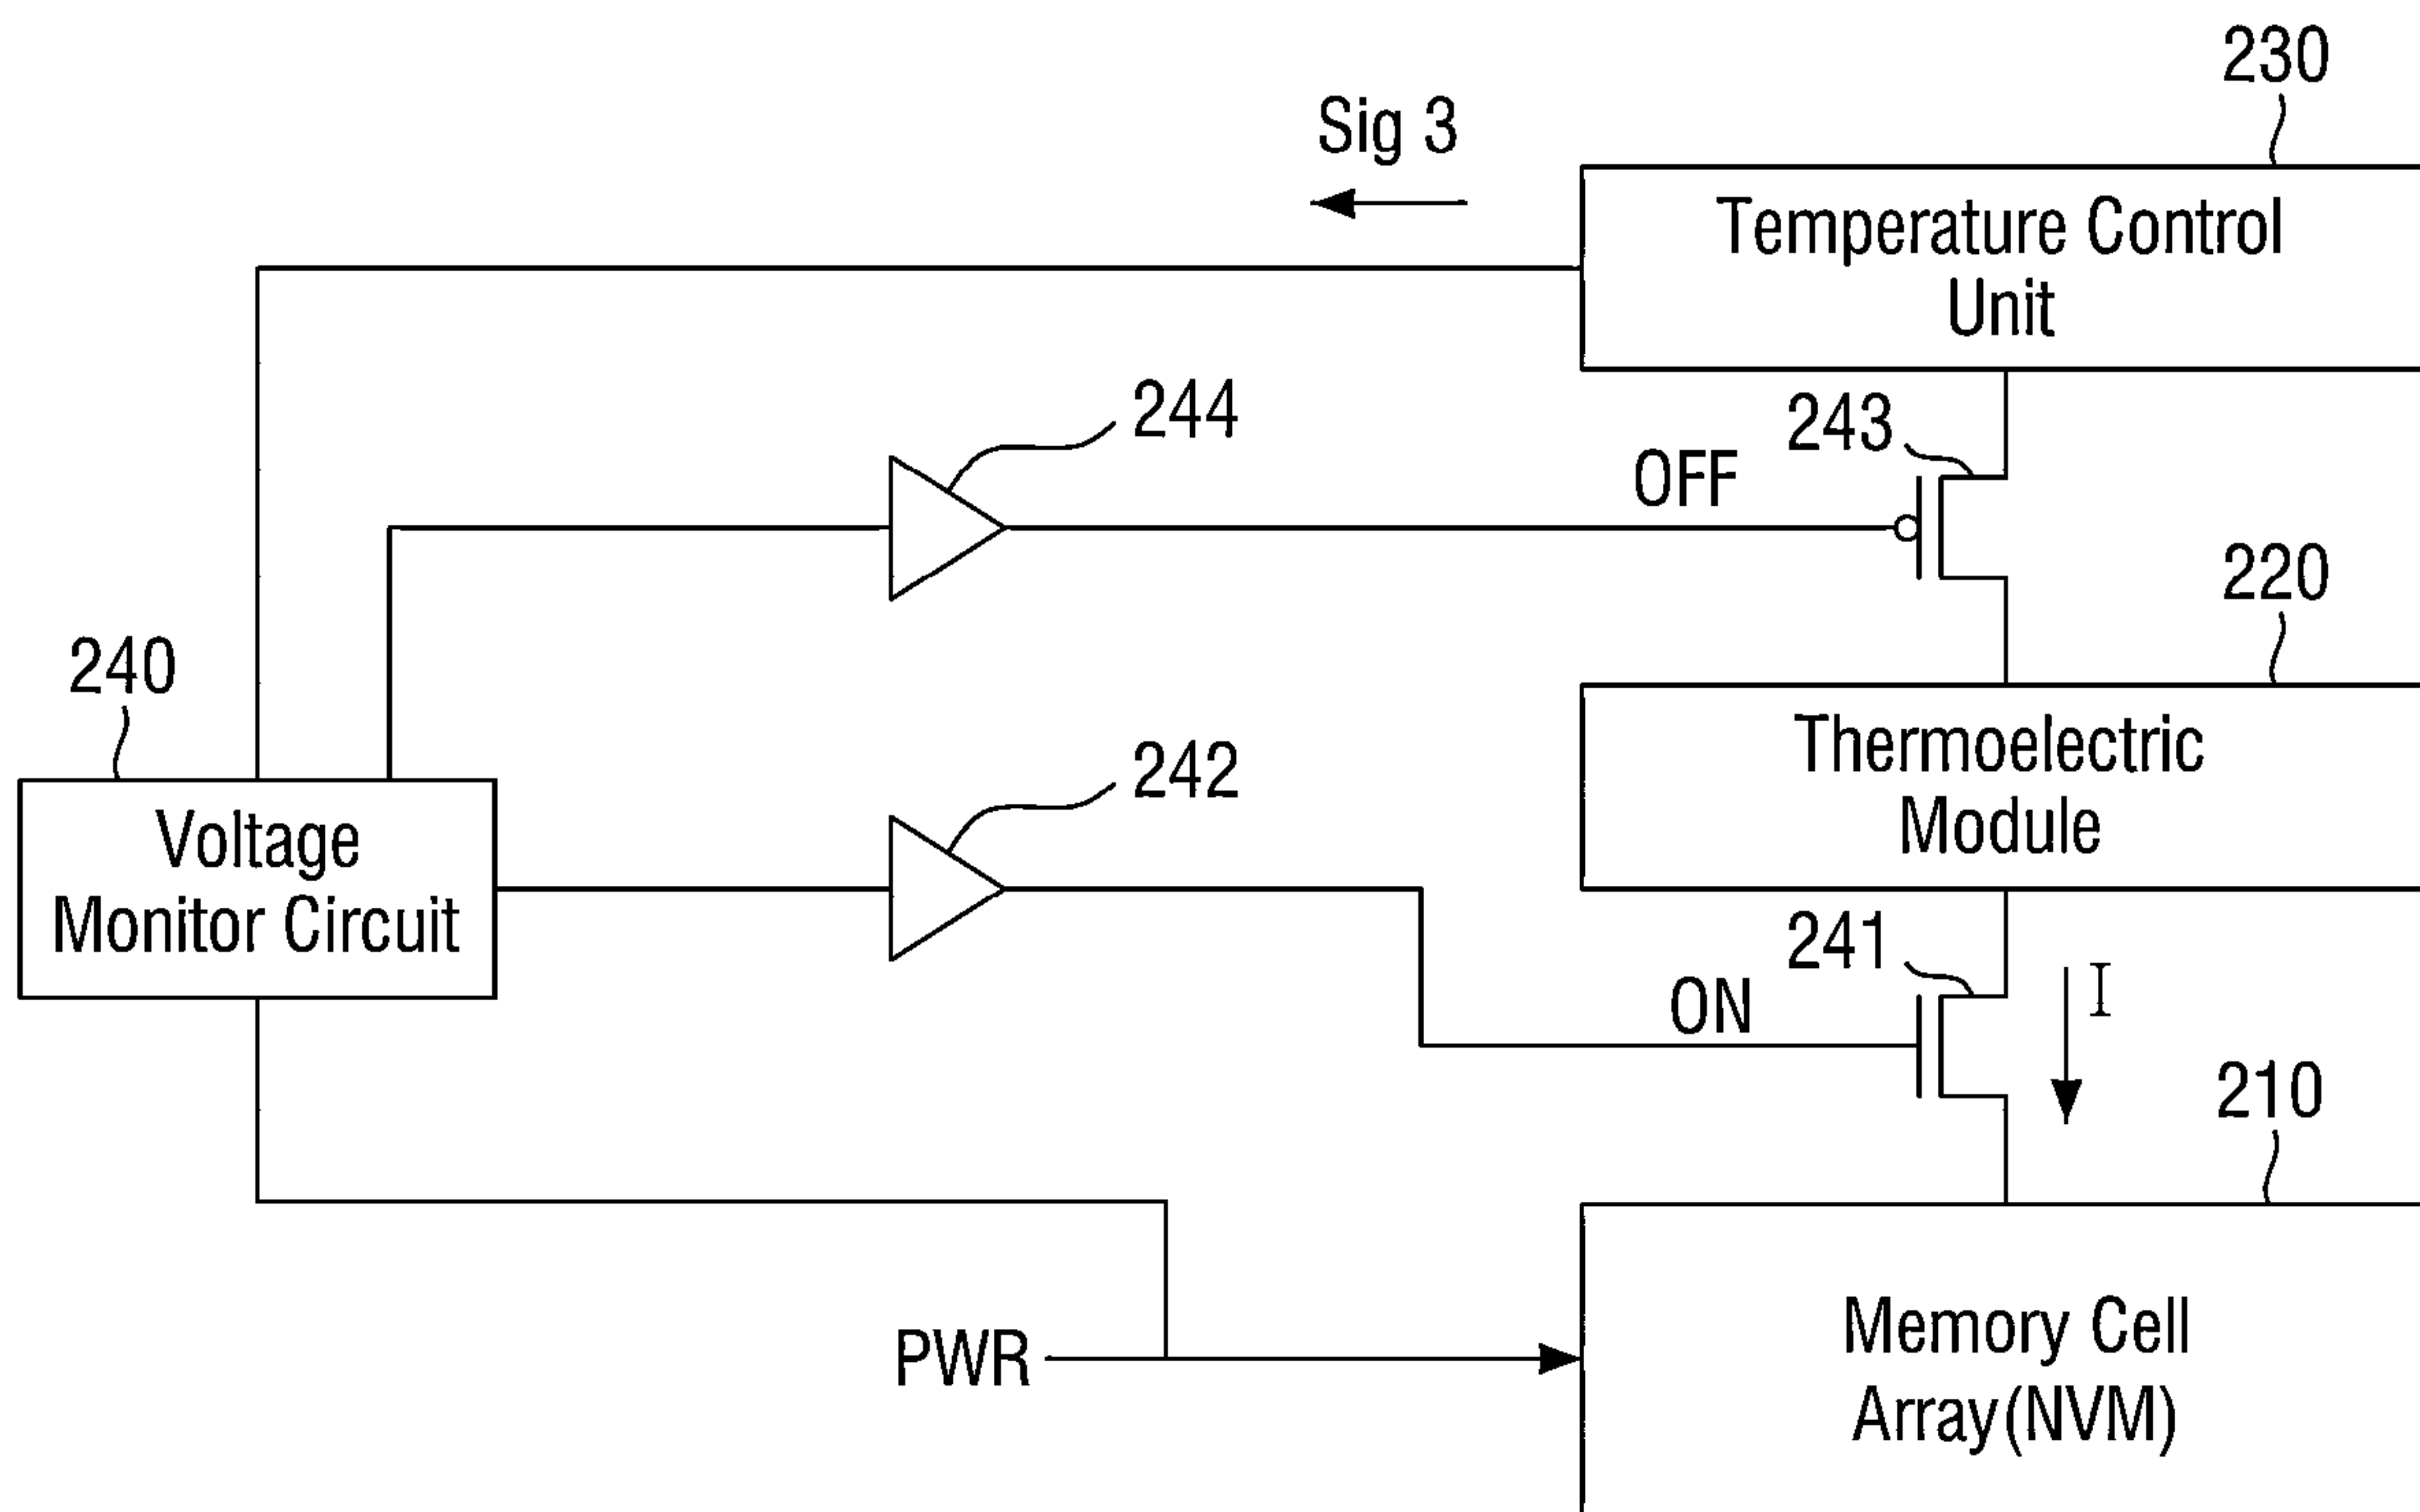 230
Sig 3
Temperature Control
Unit
244
243
OFF
220
240
Thermoelectric
Module
242
Voltage
Monitor Circuit
241
I
ON
210
PWR
Memory Cell
Array(NVM)